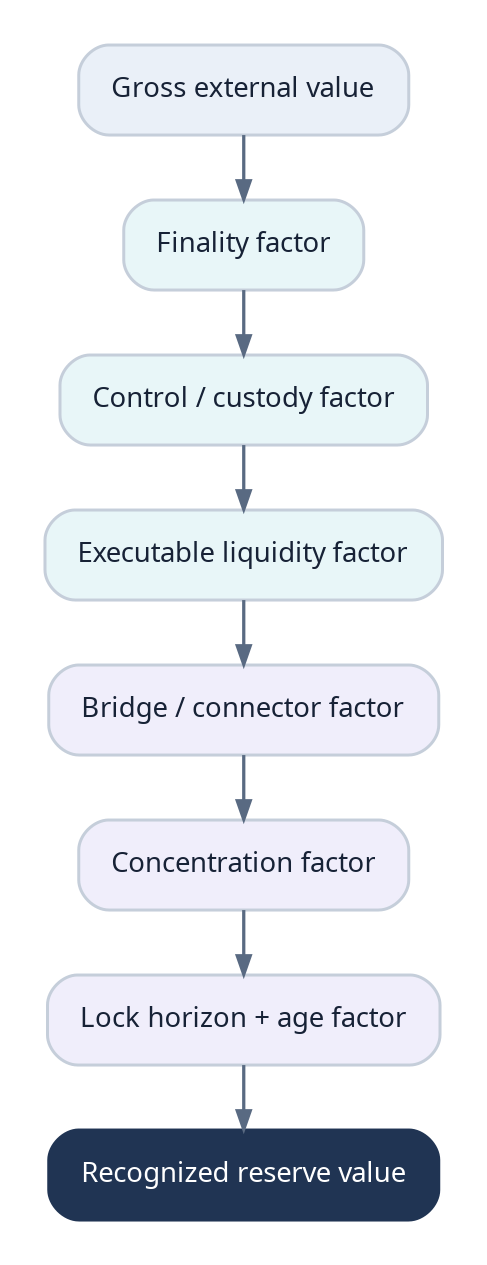 Gross external value
Finality factor
Control / custody factor
Executable liquidity factor
Bridge / connector factor
Concentration factor
Lock horizon + age factor
Recognized reserve value